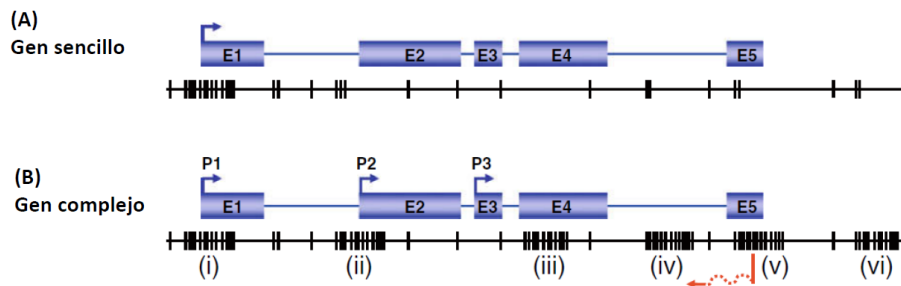 (A)
Gen sencillo
E1 E2 E3 E4 E5
(B)
Gen complejo
P1 P2 P3
E1 E2 E3 E4 E5
(i) (ii) (iii) (iv) (v) (vi)